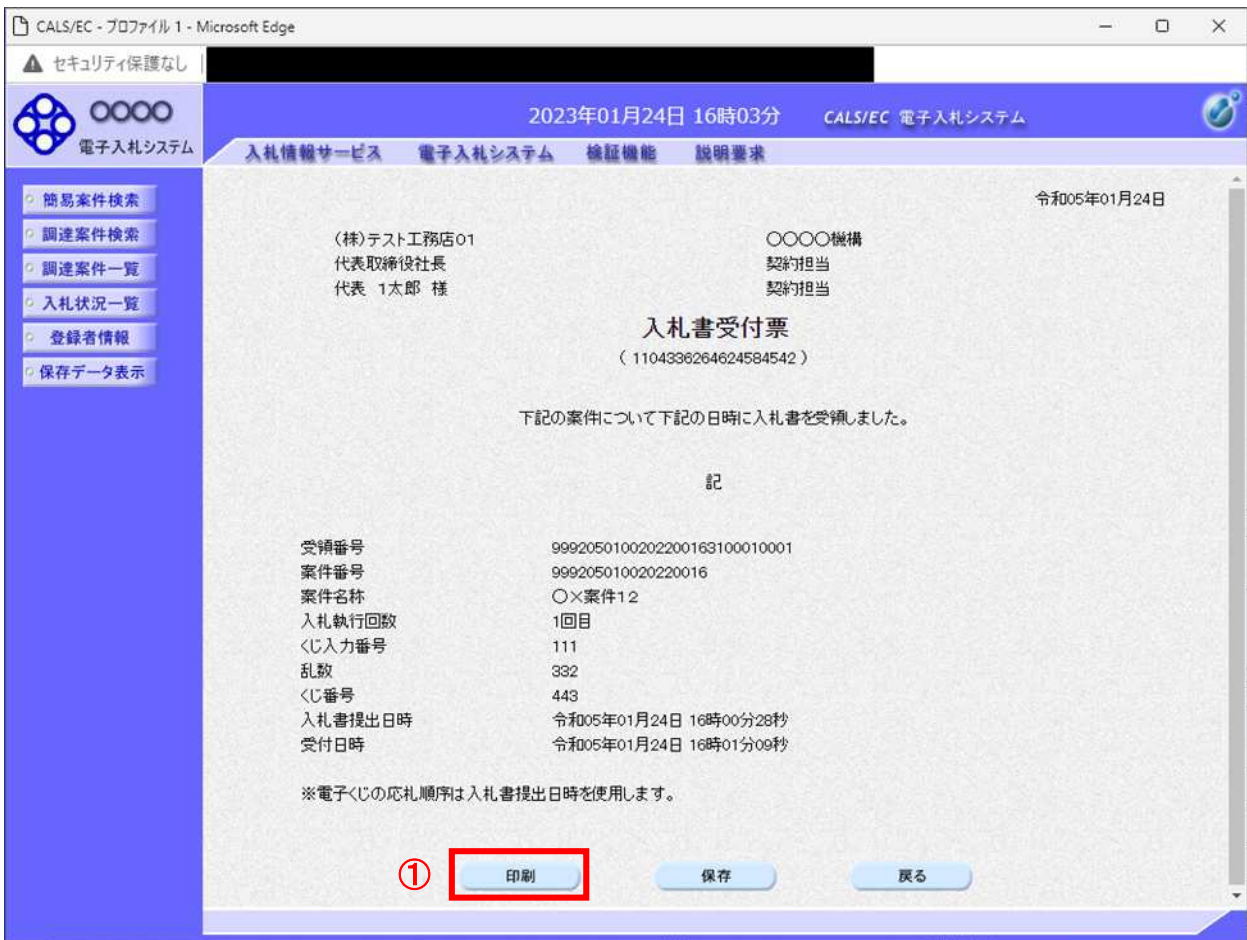 CALS/EC - プロファイル 1 - Microsoft Edge
セキュリティ保護なし
〇〇〇〇
電子入札システム
2023年01月24日 16時03分 CALS/EC 電子入札システム
入札情報サービス 電子入札システム 検証機能 説明要求
簡易案件検索
調達案件検索
調達案件一覧
入札状況一覧
登録者情報
保存データ表示
令和05年01月24日
(株)テスト工務店01 〇〇〇〇機構
代表取締役社長 契約担当
代表 1太郎 様 契約担当
入札書受付票
( 1104336264624584542 )
下記の案件について下記の日時に入札書を受領しました。
記
受領番号 99920501002022001631000 10001
案件番号 999205010020220016
案件名称 〇×案件12
入札執行回数 1回目
くじ入力番号 111
乱数 332
くじ番号 443
入札書提出日時 令和05年01月24日 16時00分28秒
受付日時 令和05年01月24日 16時01分09秒
※電子くじの応札順序は入札書提出日時を使用します。
① 印刷 保存 戻る